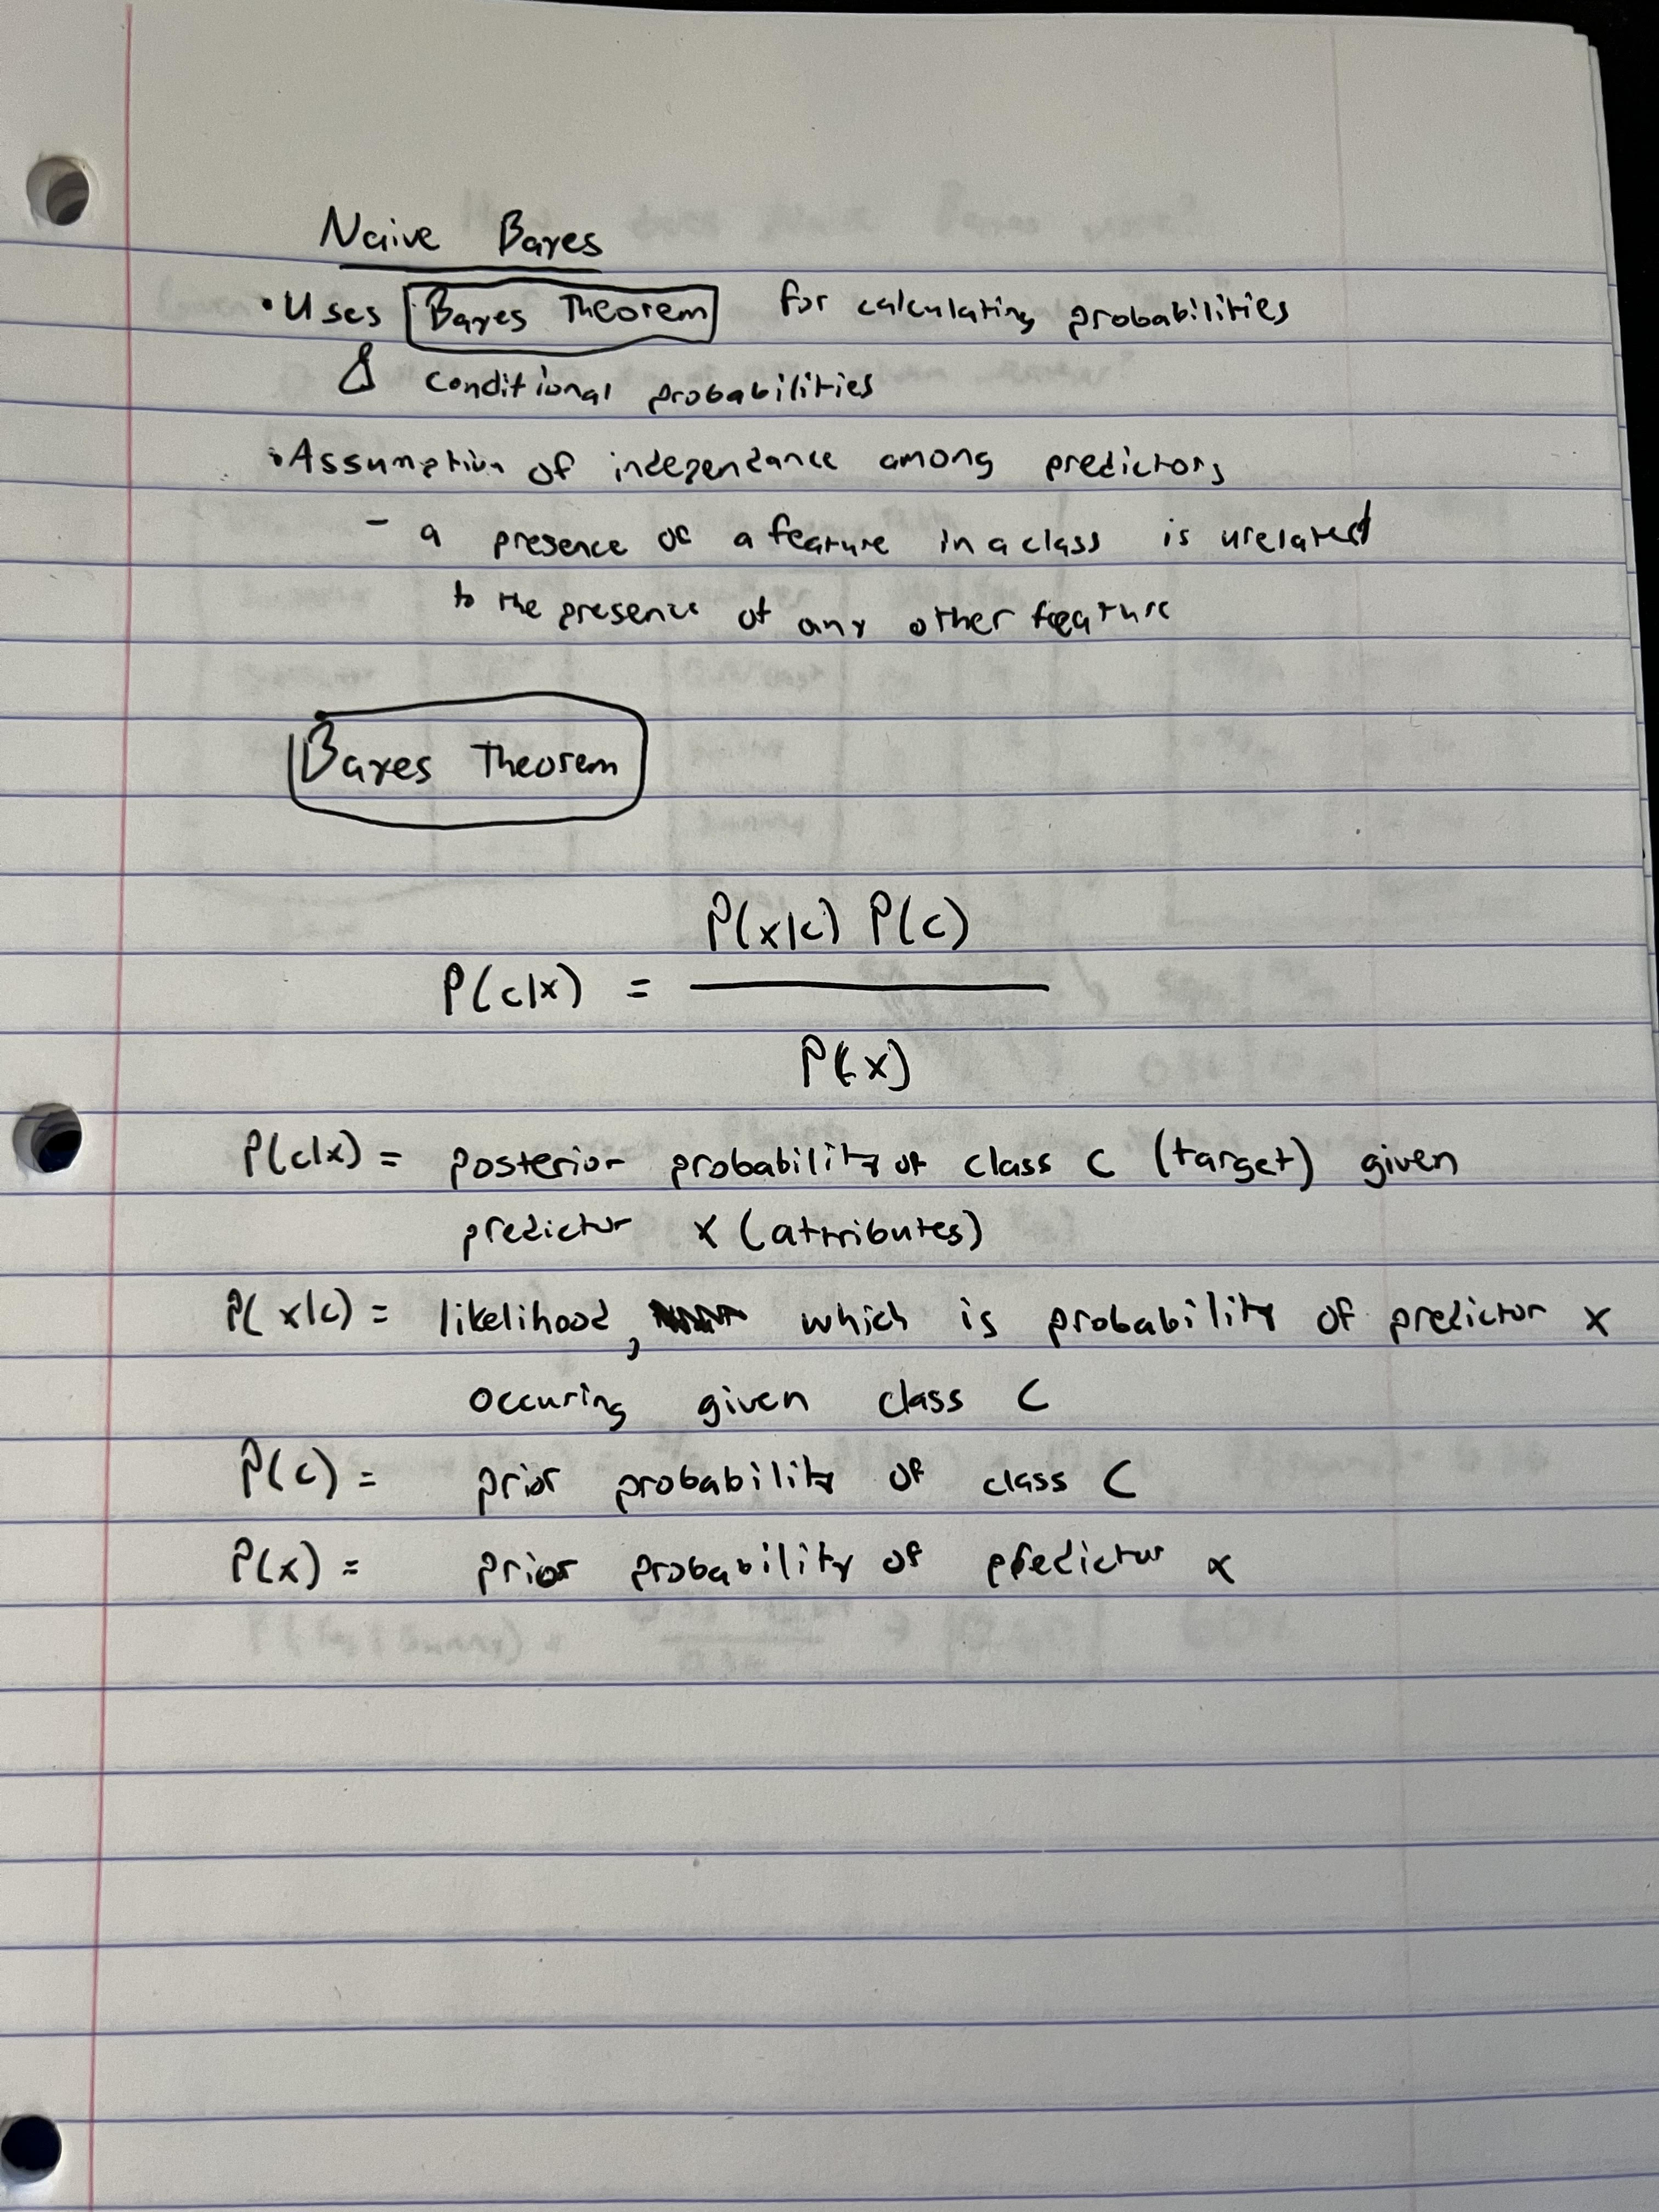 Naive Bayes
• Uses Bayes Theorem for calculating probabilities
& conditional probabilities
• Assumption of independance among predictors
- a presence of a feature in a class is urelated
to the presence of any other feature
Bayes Theorem
P(x|c) P(c)
P(c|x) =
P(x)
P(c|x) = posterior probability of class C (target) given
predictor x (attributes)
P(x|c) = likelihood, which is probability of predictor x
occuring given class C
P(c) = prior probability of class C
P(x) = prior probability of predictor x